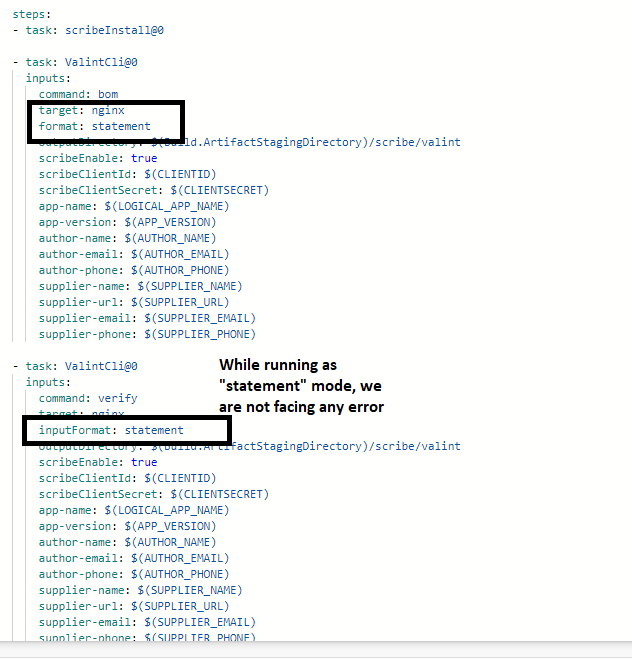 steps:
- task: scribeInstall@0
- task: ValintCli@0
inputs:
command: bom
target: nginx
format: statement
outputDirectory: $(Build.ArtifactStagingDirectory)/scribe/valint
scribeEnable: true
scribeClientId: $(CLIENTID)
scribeClientSecret: $(CLIENTSECRET)
app-name: $(LOGICAL_APP_NAME)
app-version: $(APP_VERSION)
author-name: $(AUTHOR_NAME)
author-email: $(AUTHOR_EMAIL)
author-phone: $(AUTHOR_PHONE)
supplier-name: $(SUPPLIER_NAME)
supplier-url: $(SUPPLIER_URL)
supplier-email: $(SUPPLIER_EMAIL)
supplier-phone: $(SUPPLIER_PHONE)
- task: ValintCli@0
inputs:
command: verify
target: nginx
inputFormat: statement
outputDirectory: $(Build.ArtifactStagingDirectory)/scribe/valint
scribeEnable: true
scribeClientId: $(CLIENTID)
scribeClientSecret: $(CLIENTSECRET)
app-name: $(LOGICAL_APP_NAME)
app-version: $(APP_VERSION)
author-name: $(AUTHOR_NAME)
author-email: $(AUTHOR_EMAIL)
author-phone: $(AUTHOR_PHONE)
supplier-name: $(SUPPLIER_NAME)
supplier-url: $(SUPPLIER_URL)
supplier-email: $(SUPPLIER_EMAIL)
supplier-phone: $(SUPPLIER_PHONE)
While running as
"statement" mode, we
are not facing any error